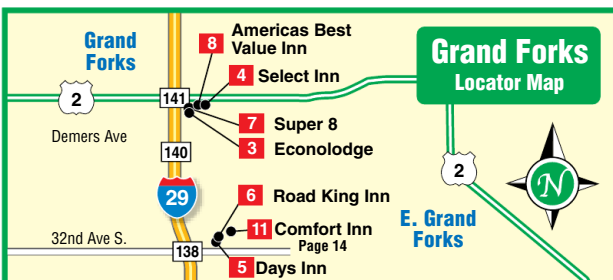 Grand Forks
Locator Map
Grand
Forks
Americas Best
8 Value Inn
4 Select Inn
2
141
7 Super 8
Demers Ave
3 Econolodge
140
2
N
29
6 Road King Inn
E. Grand
Forks
11 Comfort Inn
Page 14
32nd Ave S.
138
5 Days Inn